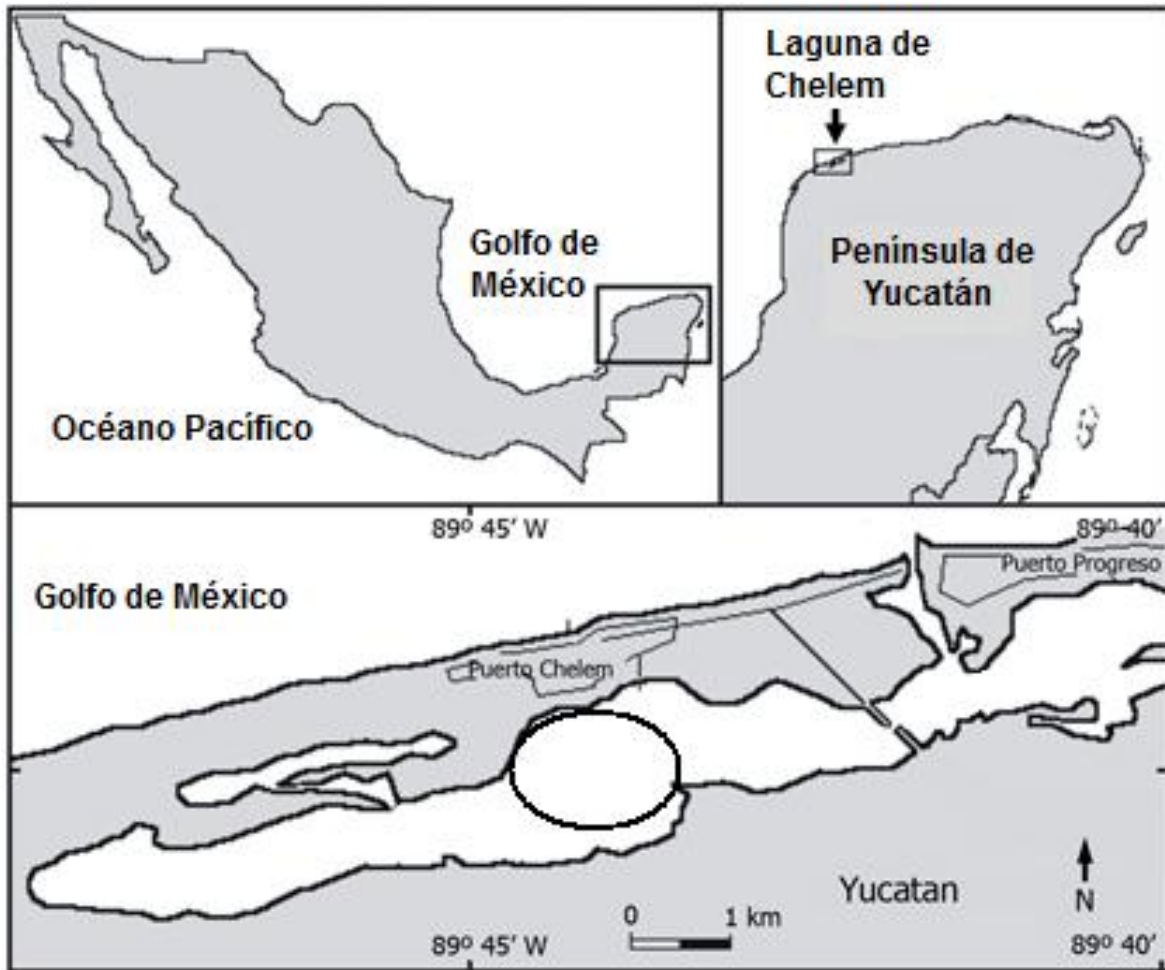 Golfo de
México
Océano Pacífico
Laguna de
Chelem
Península de
Yucatán
89º 45’ W
89º 40’
Golfo de México
Puerto Progreso
Puerto Chelem
Yucatan
N
0 1 km
89º 45’ W
89º 40’